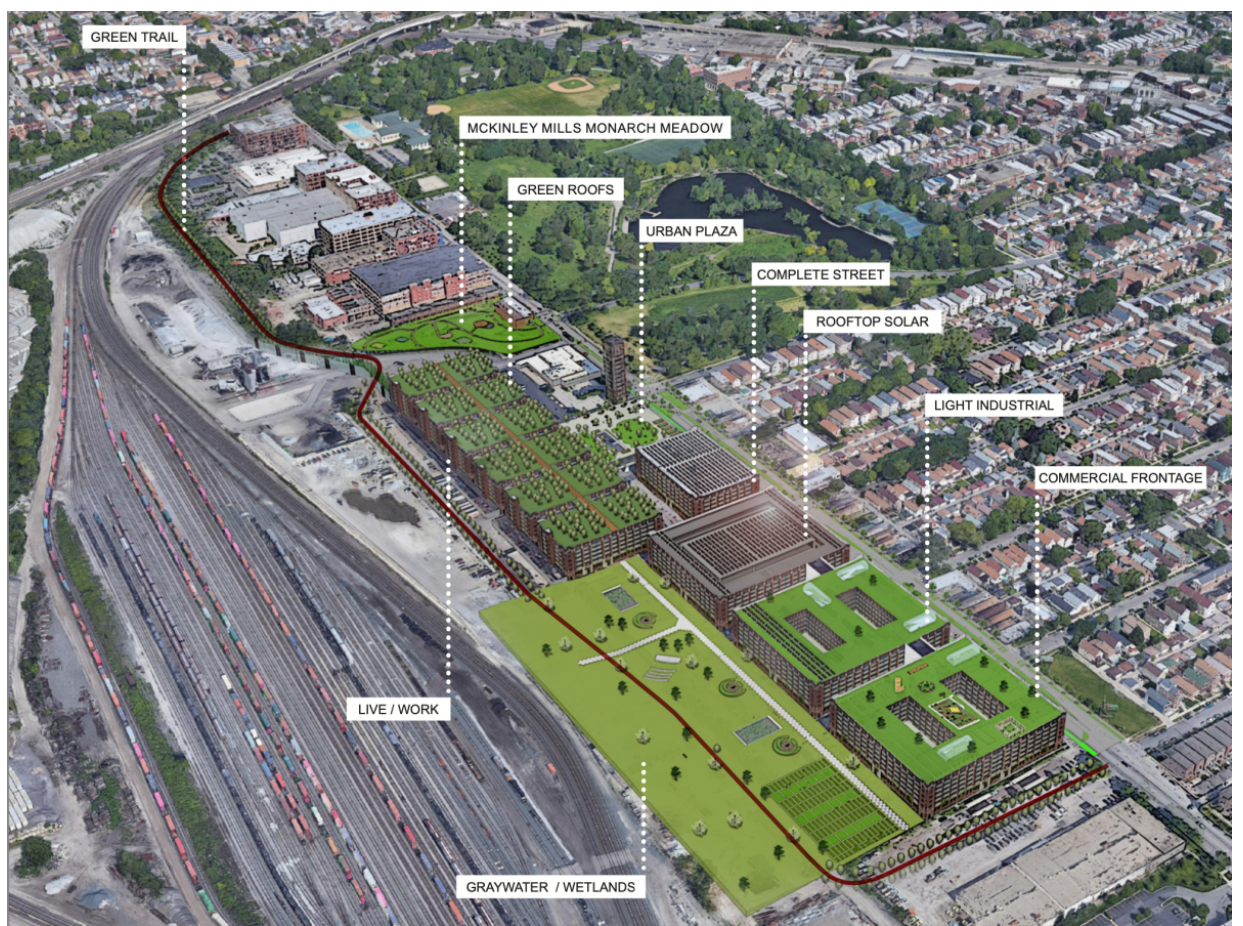 GREEN TRAIL
MCKINLEY MILLS MONARCH MEADOW
GREEN ROOFS
URBAN PLAZA
COMPLETE STREET
ROOFTOP SOLAR
LIGHT INDUSTRIAL
COMMERCIAL FRONTAGE
LIVE / WORK
GRAYWATER / WETLANDS